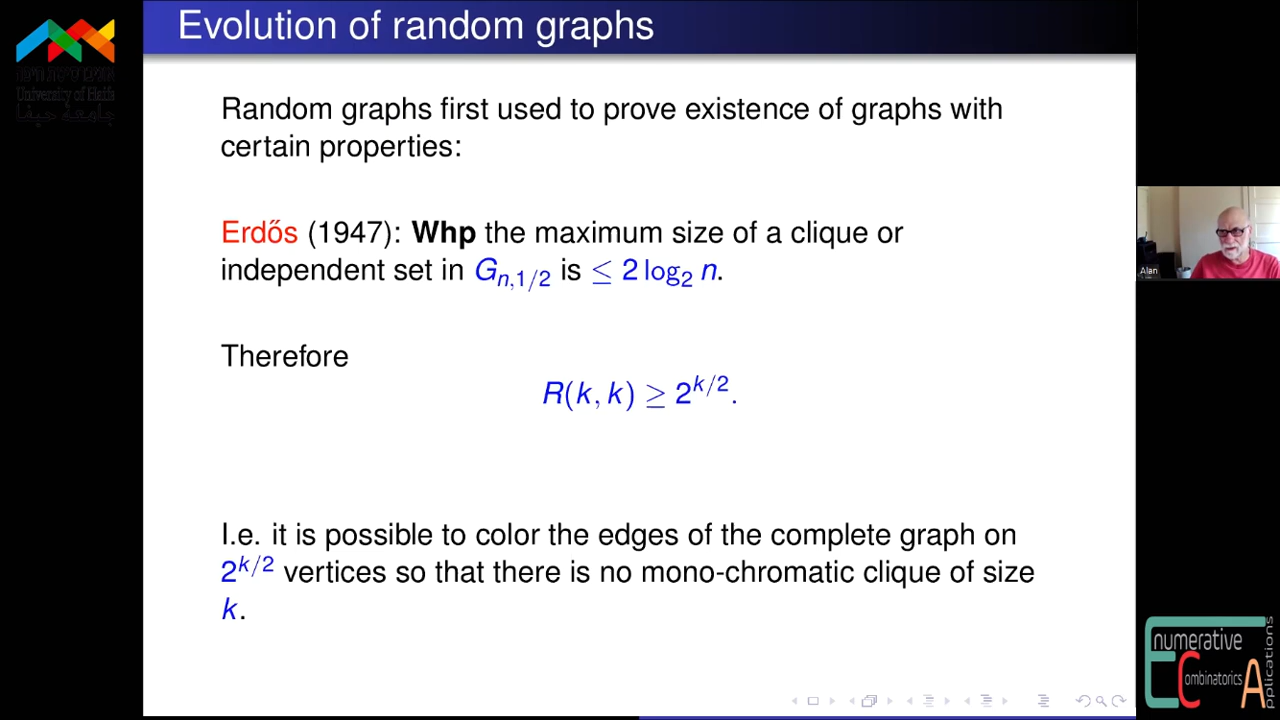 Evolution of random graphs
University of Haifa
Random graphs first used to prove existence of graphs with
certain properties:
Erdős (1947): Whp the maximum size of a clique or
independent set in G_{n,1/2} is ≤ 2 log₂ n.
Therefore
R(k, k) ≥ 2^{k/2}.
I.e. it is possible to color the edges of the complete graph on
2^{k/2} vertices so that there is no mono-chromatic clique of size
k.
Alan
Enumerative
Combinatorics
Applications